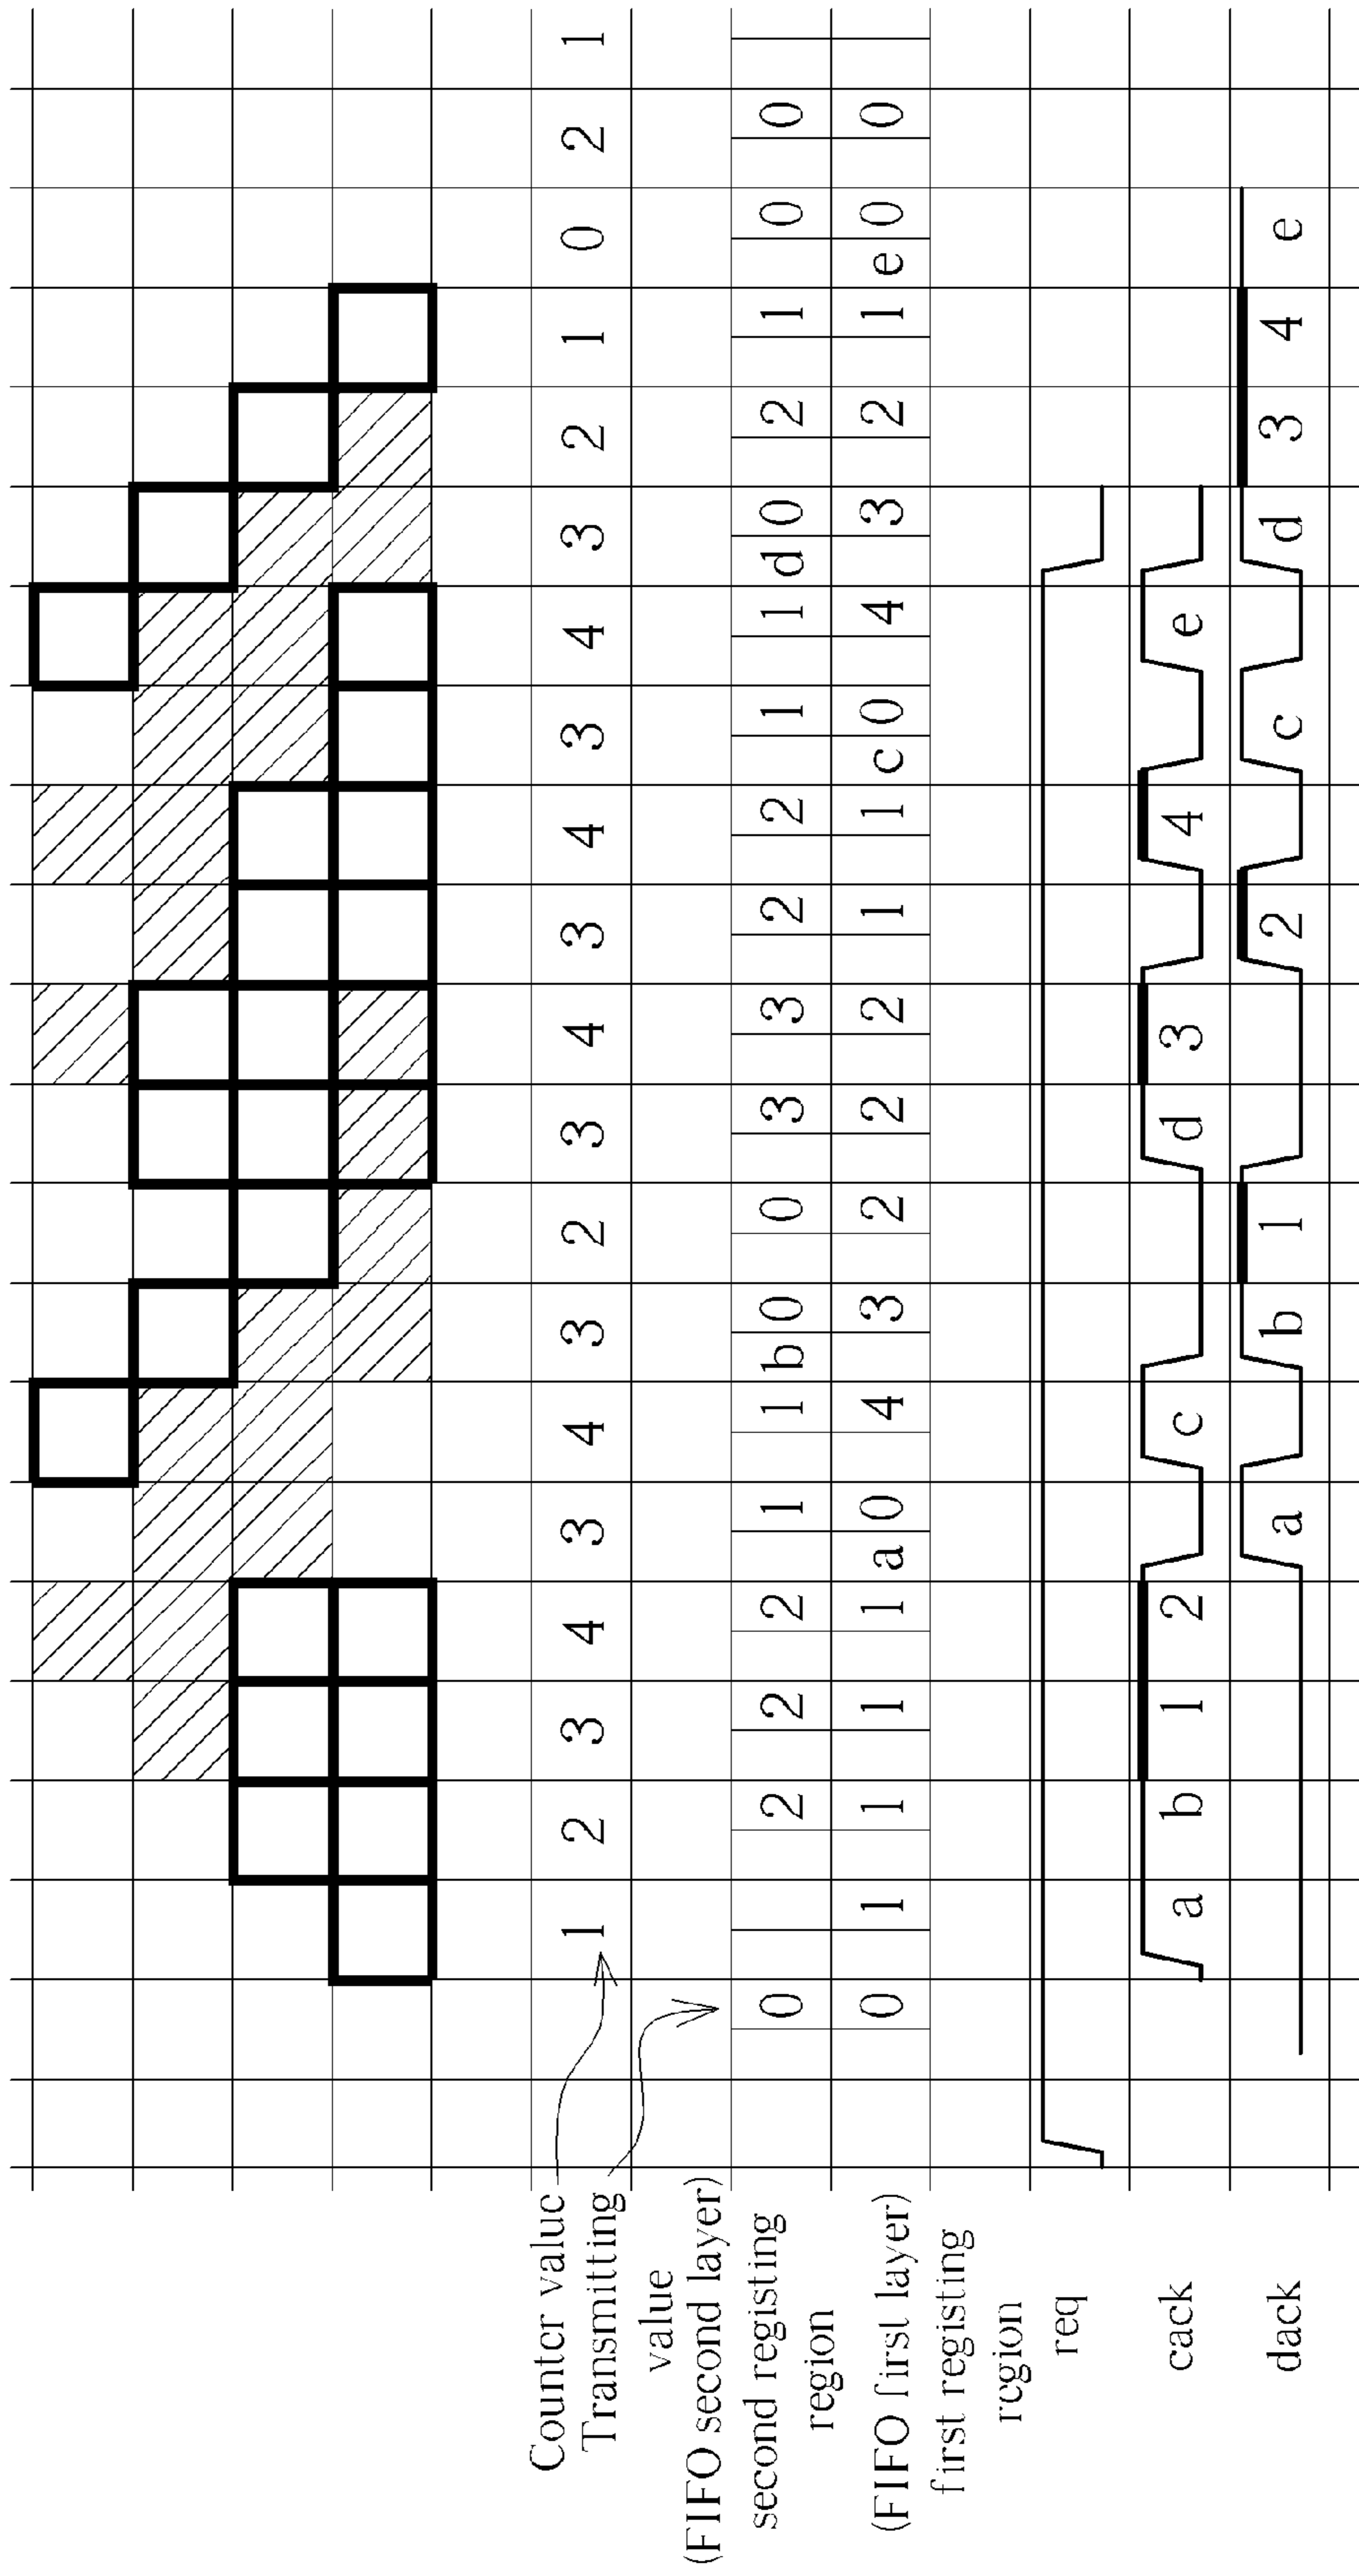 Counter value
1 2 3 4 3 4 3 2 3 4 3 4 3 4 3 2 1 0 2 1
Transmitting
value
(FIFO second layer)
second registing
region
0 2 2 2 1 1 b 0 0 3 3 2 2 1 1 d 0 2 1 0 0
(FIFO first layer)
first registing
region
0 1 1 1 1 a 0 4 3 2 2 2 1 1 c 0 4 3 2 1 e 0 0
req
cack
a b 1 2 c d 3 4 e
dack
a b 1 2 c d 3 4 e